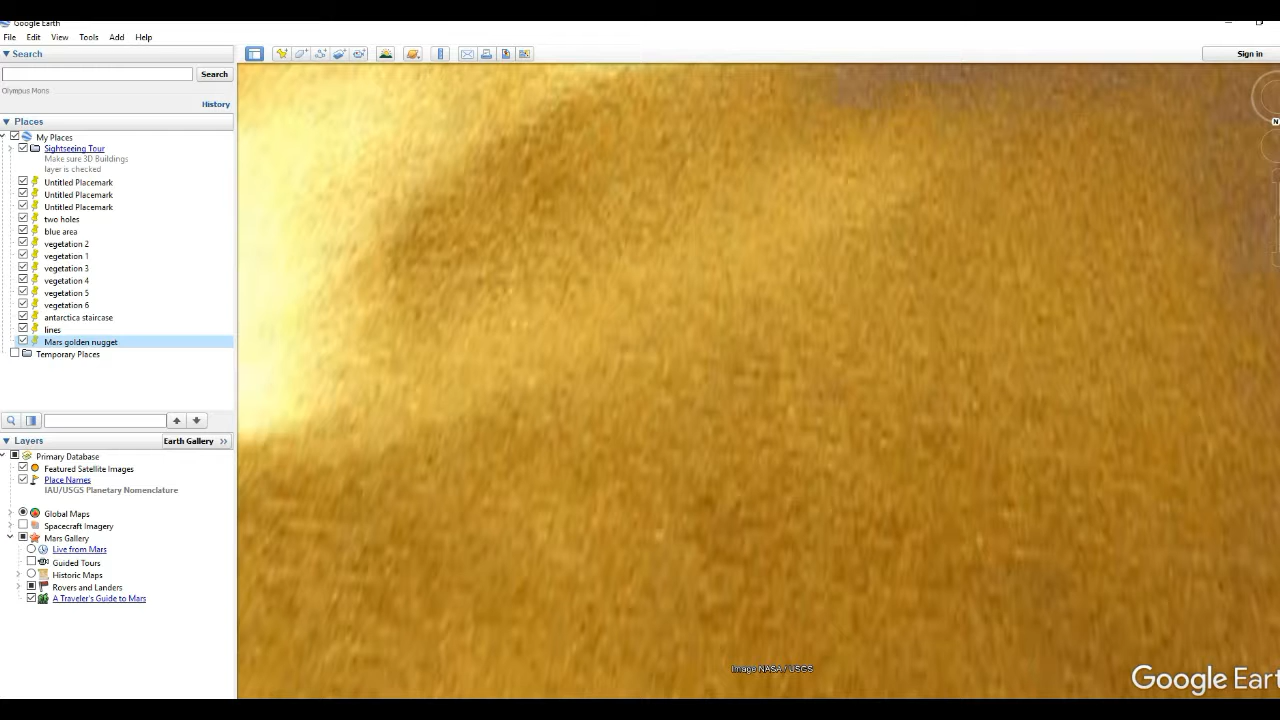 Google Earth
File Edit View Tools Add Help
Search
Sign in
Search
Olympus Mons
History
Places
My Places
Sightseeing Tour
Make sure 3D Buildings
layer is checked
Untitled Placemark
Untitled Placemark
Untitled Placemark
two holes
blue area
vegetation 2
vegetation 1
vegetation 3
vegetation 4
vegetation 5
vegetation 6
antarctica staircase
lines
Mars golden nugget
Temporary Places
Layers
Earth Gallery >>
Primary Database
Featured Satellite Images
Place Names
IAU/USGS Planetary Nomenclature
Global Maps
Spacecraft Imagery
Mars Gallery
Live from Mars
Guided Tours
Historic Maps
Rovers and Landers
A Traveler's Guide to Mars
N
Image NASA / USGS
Google Eart